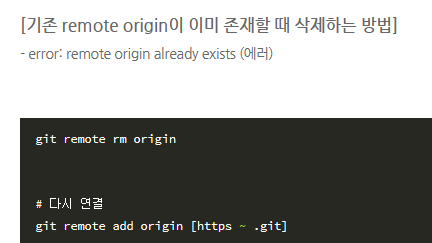 [기존 remote origin이 이미 존재할 때 삭제하는 방법]
- error: remote origin already exists (에러)
git remote rm origin
# 다시 연결
git remote add origin [https ~ .git]